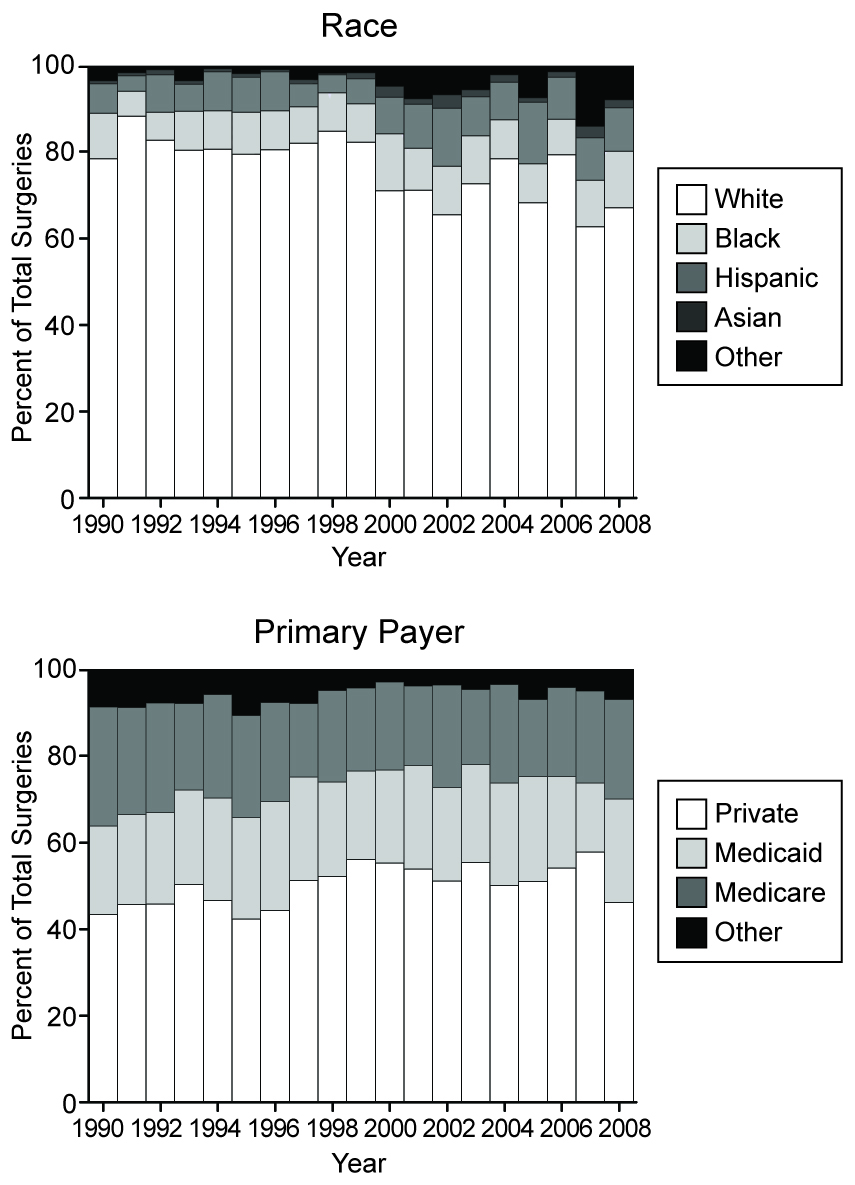 Race
Percent of Total Surgeries
100
80
60
40
20
0
1990 1992 1994 1996 1998 2000 2002 2004 2006 2008
Year
White
Black
Hispanic
Asian
Other
Primary Payer
Percent of Total Surgeries
100
80
60
40
20
0
1990 1992 1994 1996 1998 2000 2002 2004 2006 2008
Year
Private
Medicaid
Medicare
Other